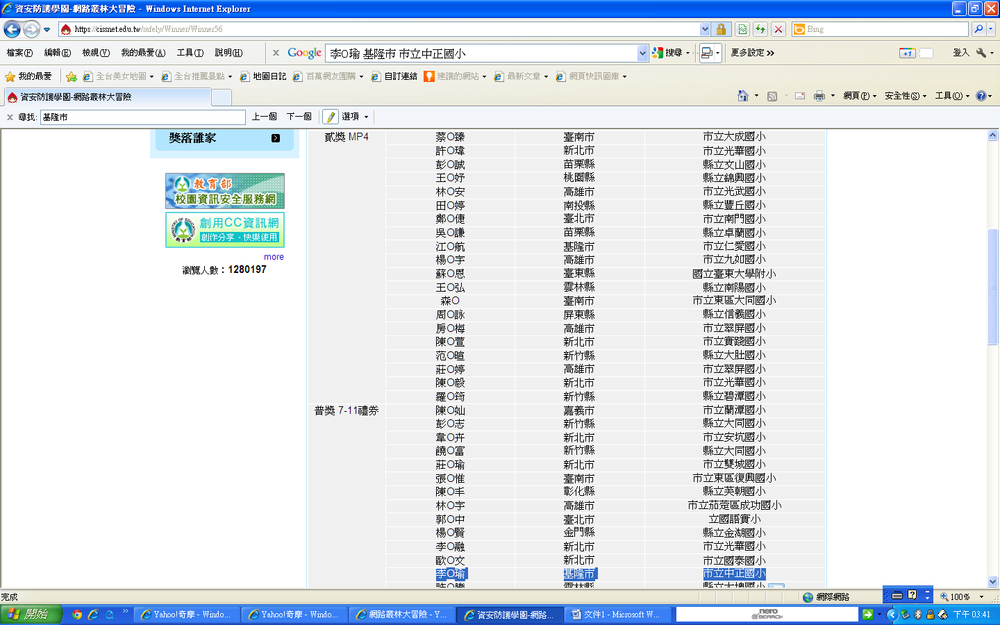 資安防護學園-網路叢林大冒險 - Windows Internet Explorer
https://cissnet.edu.tw/safely/Winner/Winner56
Bing
檔案(F) 編輯(E) 檢視(V) 我的最愛(A) 工具(T) 說明(H)
x Google 李O瑜 基隆市 市立中正國小 搜尋 更多設定 >> +1 登入
我的最愛 全台美女地圖 全台推薦景點 地圖日記 百萬網友團購 自訂連結 建議的網站 最新文章 網頁快訊圖庫
資安防護學園-網路叢林大冒險 網頁(P) 安全性(S) 工具(O)
x 尋找: 基隆市 上一個 下一個 選項
獎落誰家
教育部
校園資訊安全服務網
創用CC資訊網
創作分享・快樂使用
more
瀏覽人數：1280197
貳獎 MP4 蔡O臻 臺南市 市立大成國小
許O瑋 新北市 市立光華國小
彭O誠 苗栗縣 縣立文山國小
王O妤 桃園縣 縣立錦興國小
林O安 高雄市 市立光武國小
田O婷 南投縣 縣立豐丘國小
鄭O倢 臺北市 市立南門國小
吳O謙 苗栗縣 縣立卓蘭國小
江O航 基隆市 市立仁愛國小
楊O宇 高雄市 市立九如國小
蘇O恩 臺東縣 國立臺東大學附小
王O弘 雲林縣 縣立南陽國小
森O 臺南市 市立東區大同國小
周O詠 屏東縣 縣立信義國小
房O梅 高雄市 市立翠屏國小
陳O萱 新北市 市立實踐國小
范O暄 新竹縣 縣立大肚國小
莊O婷 高雄市 市立翠屏國小
陳O毅 新北市 市立光華國小
羅O筠 新竹縣 縣立碧潭國小
普獎 7-11禮券 陳O姍 嘉義市 市立蘭潭國小
彭O志 新竹縣 縣立大同國小
韋O卉 新北市 市立安坑國小
饒O富 新竹縣 縣立大同國小
莊O瑜 新北市 市立雙城國小
張O惟 臺南市 市立東區復興國小
陳O丰 彰化縣 縣立芙朝國小
林O宇 高雄市 市立茄萣區成功國小
郭O中 臺北市 立國語實小
楊O賢 金門縣 縣立金湖國小
李O融 新北市 市立光華國小
歐O文 新北市 市立國泰國小
李O瑜 基隆市 市立中正國小
許O騰 雲林縣 縣立大埤國小
完成 網際網路 100%
開始 Yahoo!奇摩 - Windo... Yahoo!奇摩 - Windo... 網路叢林大冒險 - Y... 資安防護學園-網路... 文件1 - Microsoft W... nero SEARCH 下午 03:41